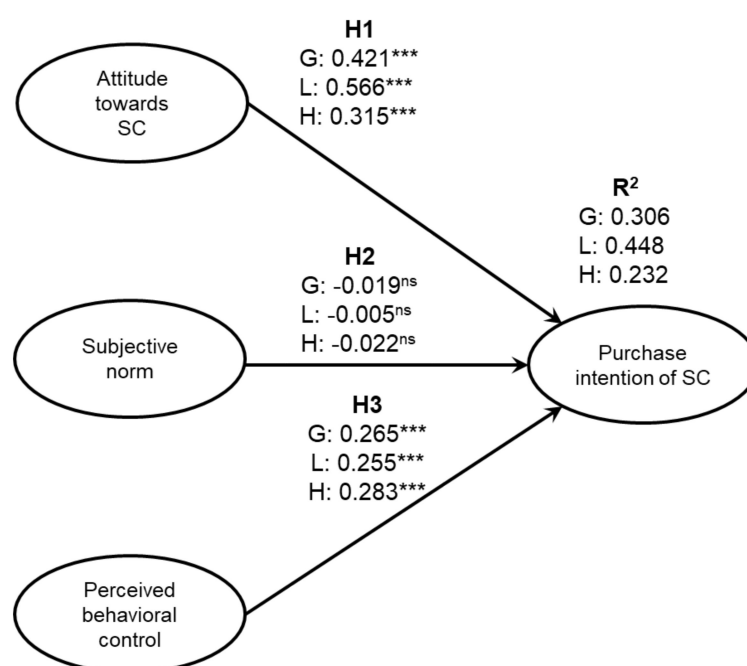 H1
G: 0.421***
L: 0.566***
H: 0.315***
Attitude
towards
SC
R²
G: 0.306
L: 0.448
H: 0.232
H2
G: -0.019ⁿˢ
L: -0.005ⁿˢ
H: -0.022ⁿˢ
Subjective
norm
Purchase
intention of SC
H3
G: 0.265***
L: 0.255***
H: 0.283***
Perceived
behavioral
control